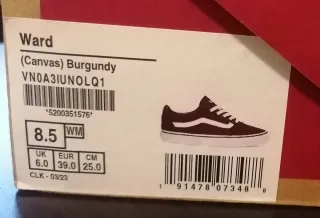 Ward
(Canvas) Burgundy
VN0A3IUNOLQ1
*5200351576*
8.5 WM
UK EUR CM
6.0 39.0 25.0
CLK - 03/23
1 91478 07348 8